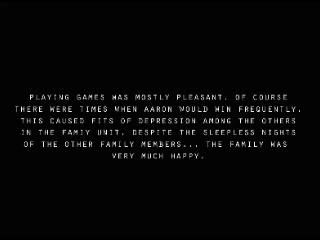 PLAYING GAMES WAS MOSTLY PLEASANT. OF COURSE
THERE WERE TIMES WHEN AARON WOULD WIN FREQUENTLY.
THIS CAUSED FITS OF DEPRESSION AMONG THE OTHERS
IN THE FAMIY UNIT. DESPITE THE SLEEPLESS NIGHTS
OF THE OTHER FAMILY MEMBERS... THE FAMILY WAS
VERY MUCH HAPPY.